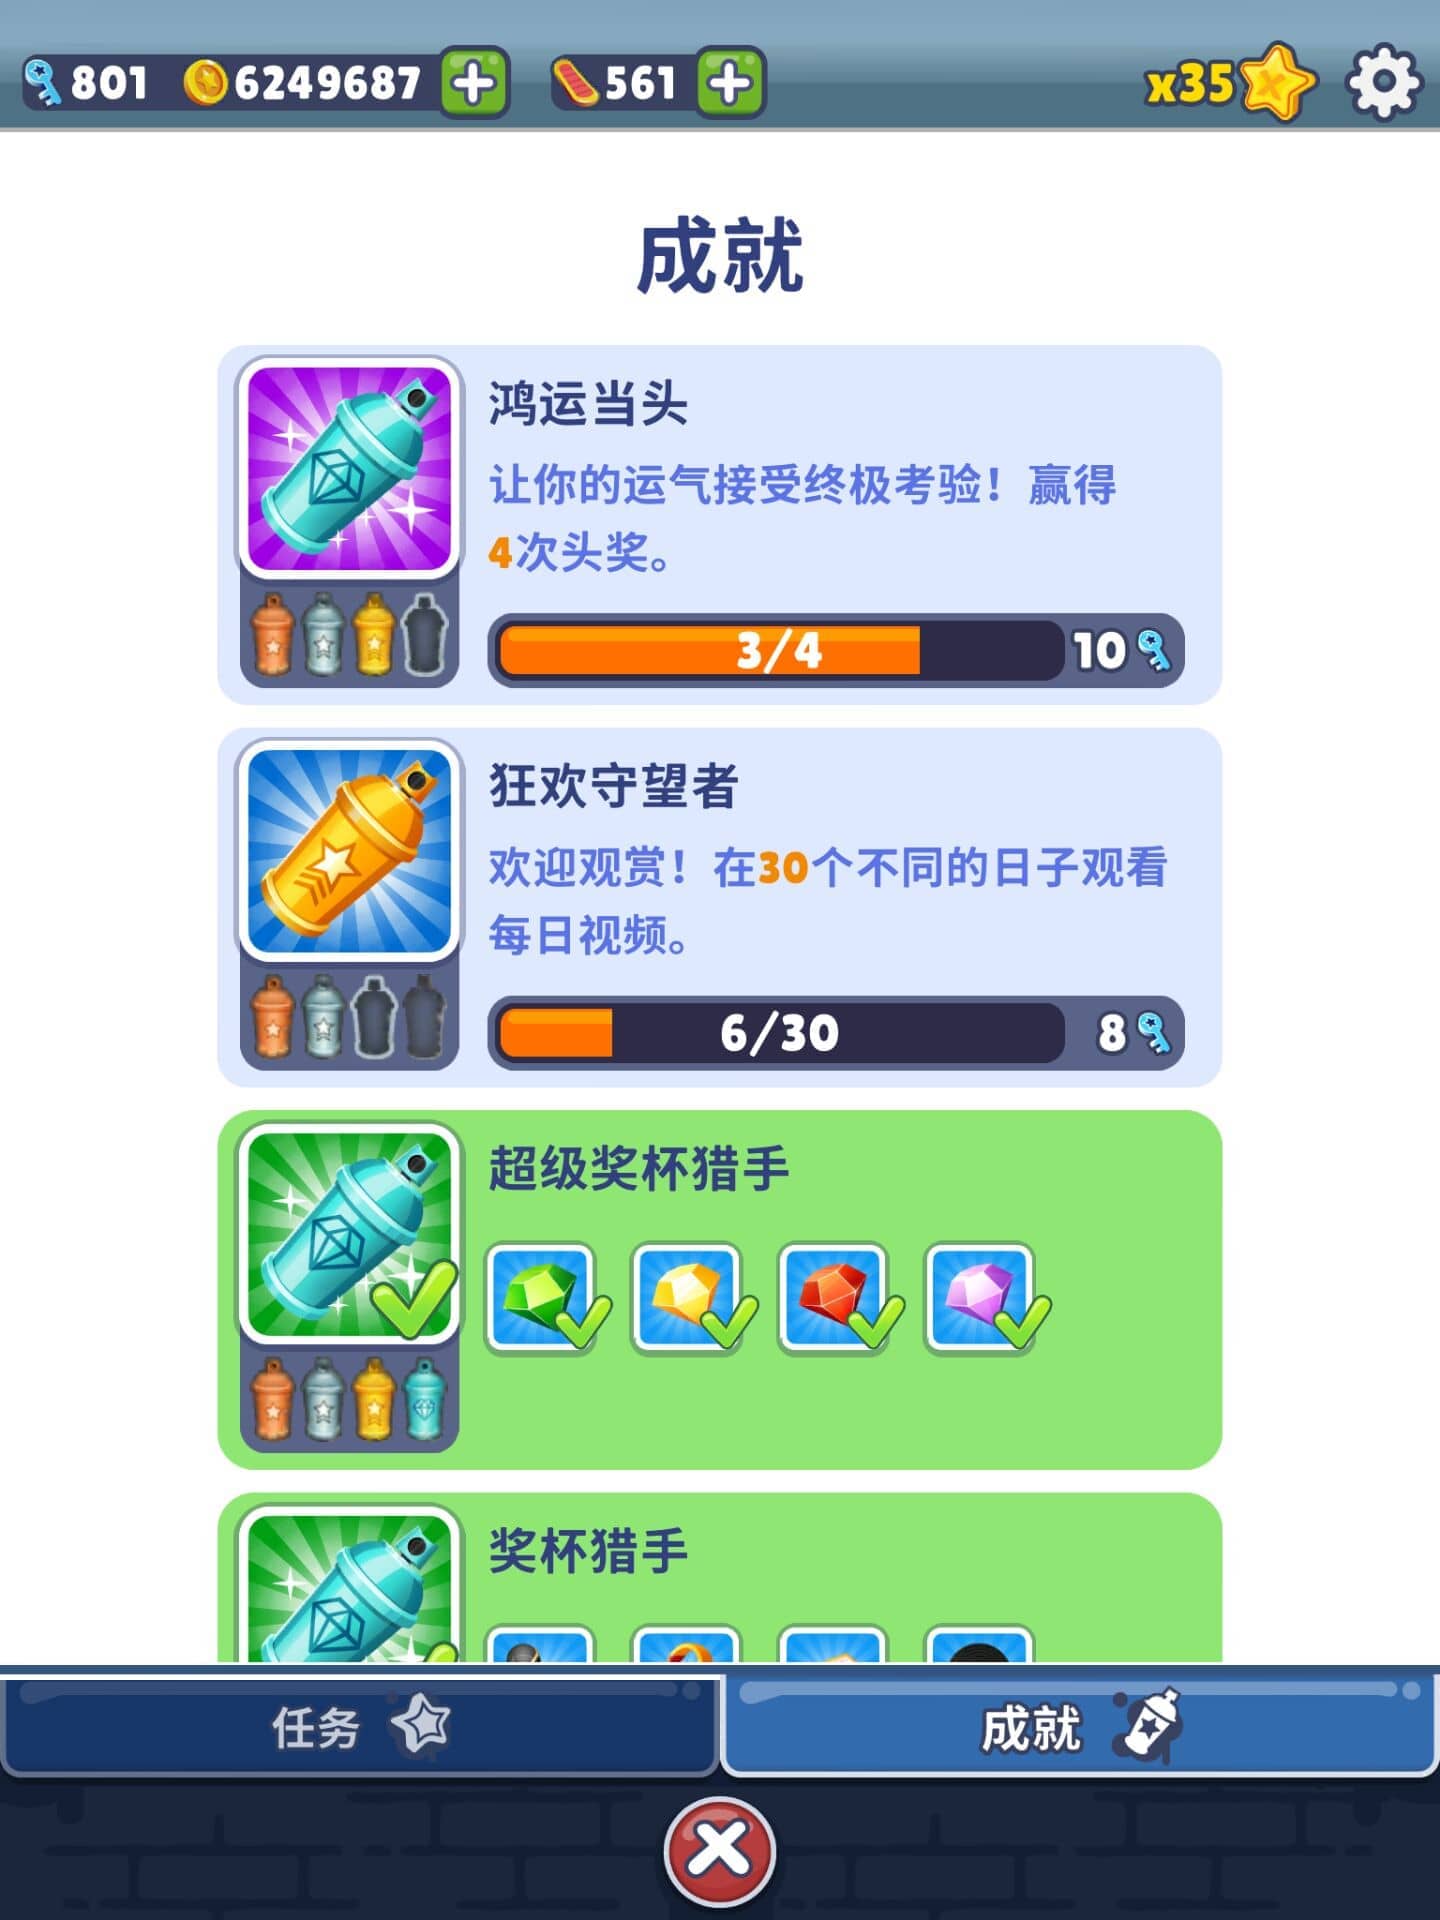 801 6249687 561 x35
成就
鸿运当头
让你的运气接受终极考验！赢得
4次头奖。
3/4 10
狂欢守望者
欢迎观赏！在30个不同的日子观看
每日视频。
6/30 8
超级奖杯猎手
奖杯猎手
任务 成就